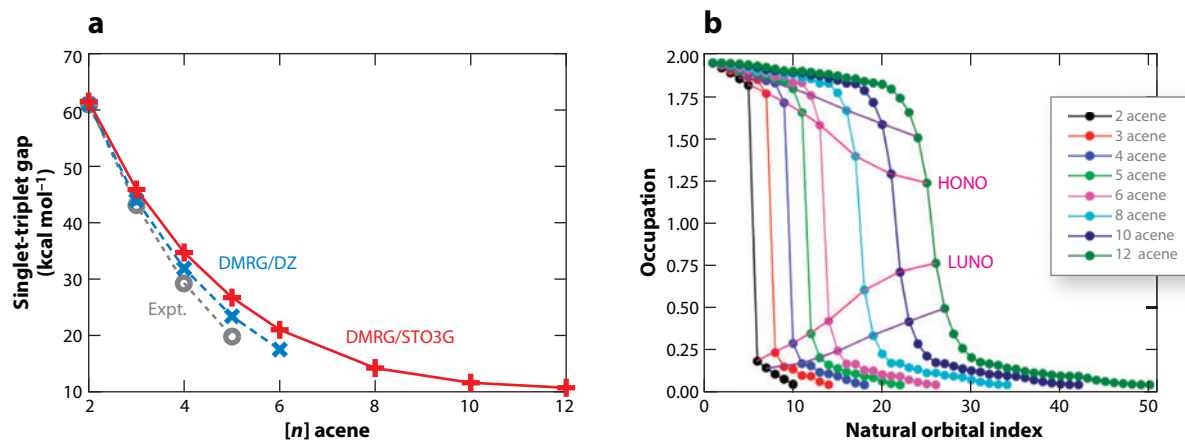 a
Singlet-triplet gap
(kcal mol−1)
70
60
50
40
30
20
10
DMRG/DZ
Expt.
DMRG/STO3G
2
4
6
8
10
12
[n] acene
b
Occupation
2.00
1.75
1.50
1.25
1.00
0.75
0.50
0.25
0.00
HONO
LUNO
2 acene
3 acene
4 acene
5 acene
6 acene
8 acene
10 acene
12 acene
0
10
20
30
40
50
Natural orbital index